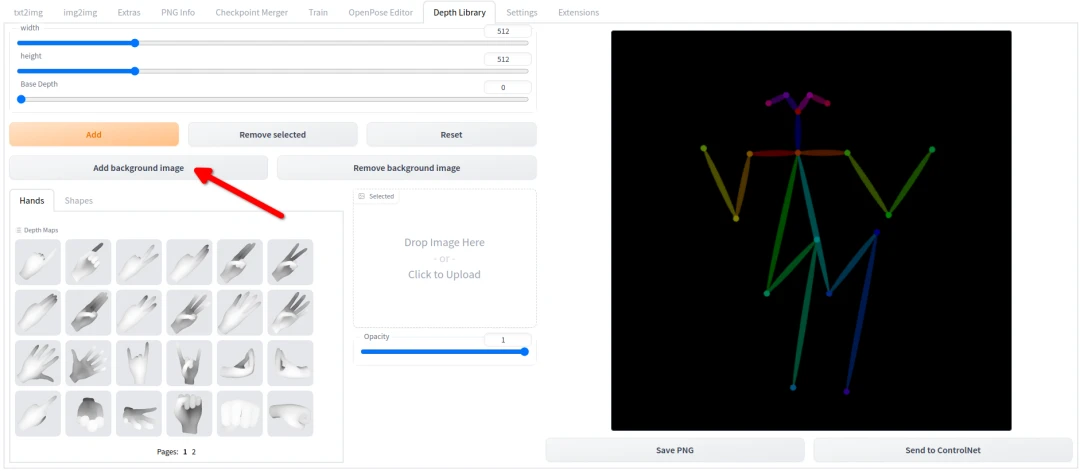 txt2img img2img Extras PNG Info Checkpoint Merger Train OpenPose Editor Depth Library Settings Extensions
width 512
height 512
Base Depth 0
Add Remove selected Reset
Add background image Remove background image
Hands Shapes
Depth Maps
Selected
Drop Image Here
- or -
Click to Upload
Opacity 1
Pages: 1 2
Save PNG Send to ControlNet